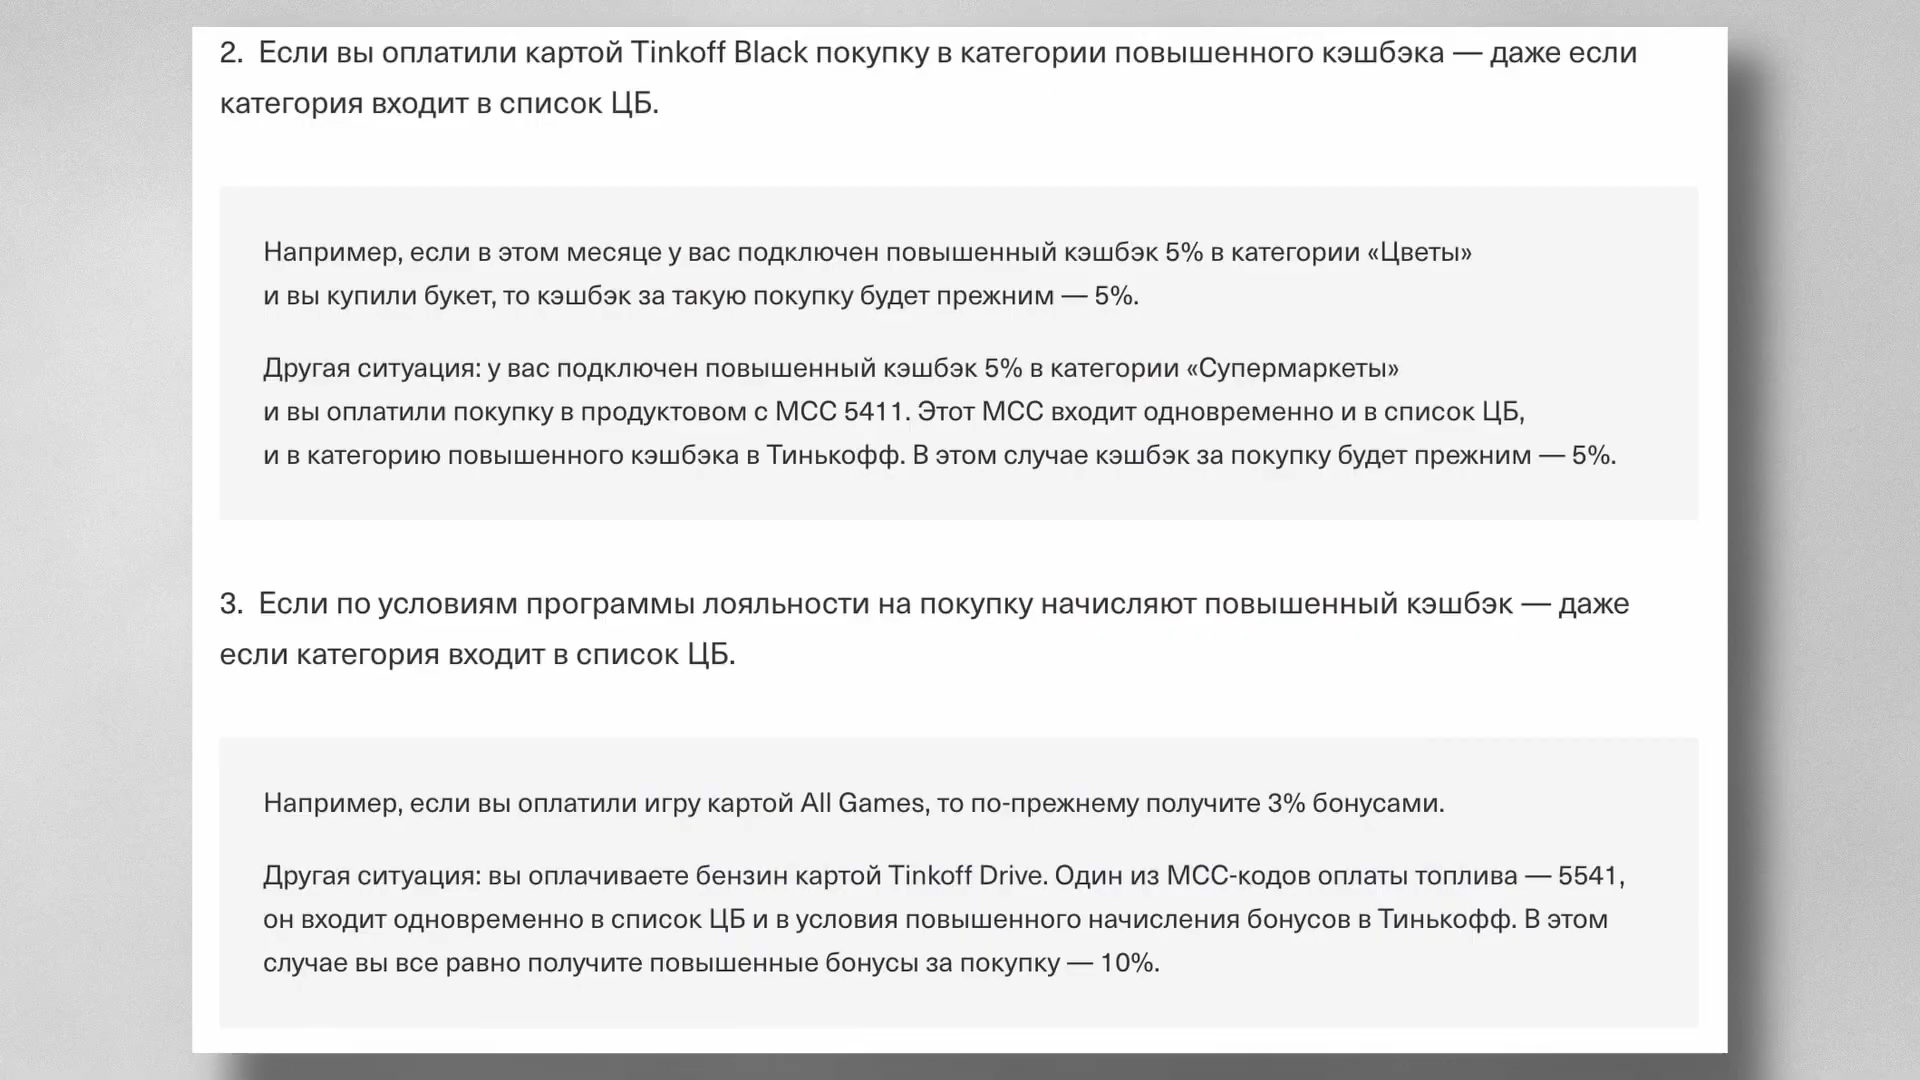 2. Если вы оплатили картой Tinkoff Black покупку в категории повышенного кэшбэка — даже если
категория входит в список ЦБ.
Например, если в этом месяце у вас подключен повышенный кэшбэк 5% в категории «Цветы»
и вы купили букет, то кэшбэк за такую покупку будет прежним — 5%.
Другая ситуация: у вас подключен повышенный кэшбэк 5% в категории «Супермаркеты»
и вы оплатили покупку в продуктовом с MCC 5411. Этот MCC входит одновременно и в список ЦБ,
и в категорию повышенного кэшбэка в Тинькофф. В этом случае кэшбэк за покупку будет прежним — 5%.
3. Если по условиям программы лояльности на покупку начисляют повышенный кэшбэк — даже
если категория входит в список ЦБ.
Например, если вы оплатили игру картой All Games, то по-прежнему получите 3% бонусами.
Другая ситуация: вы оплачиваете бензин картой Tinkoff Drive. Один из MCC-кодов оплаты топлива — 5541,
он входит одновременно в список ЦБ и в условия повышенного начисления бонусов в Тинькофф. В этом
случае вы все равно получите повышенные бонусы за покупку — 10%.